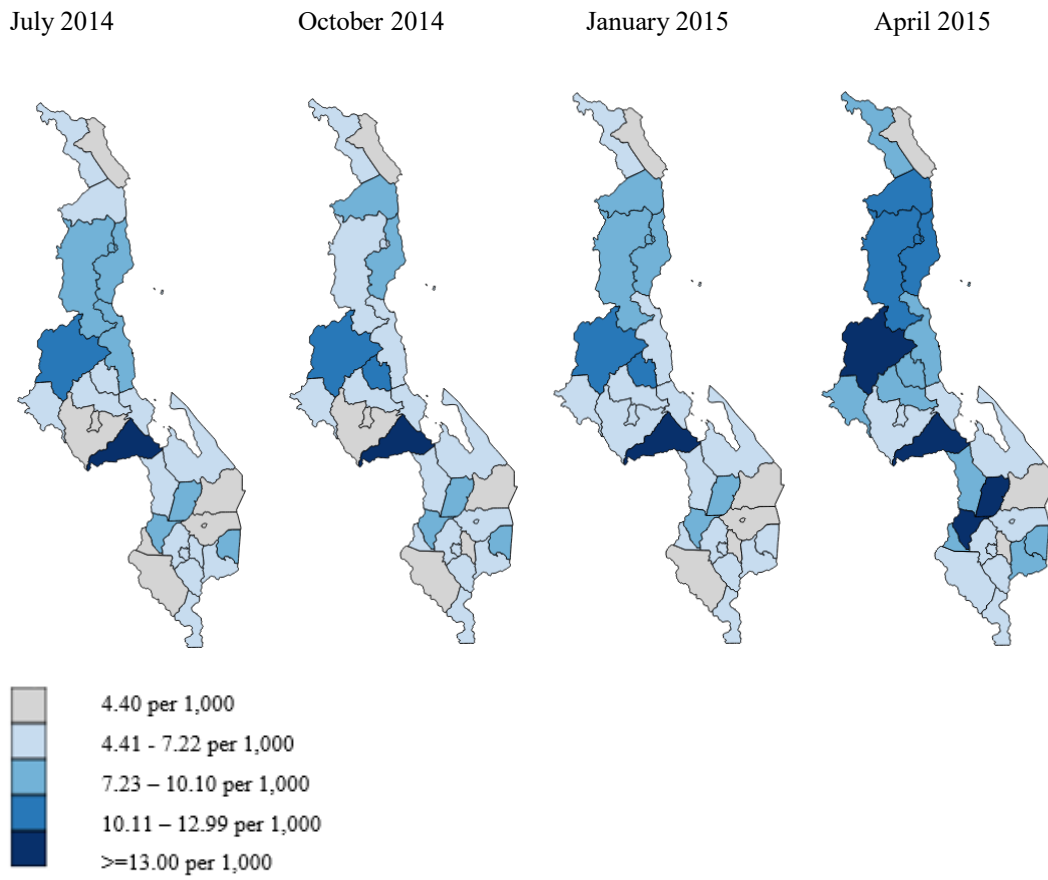 July 2014
October 2014
January 2015
April 2015
4.40 per 1,000
4.41 - 7.22 per 1,000
7.23 – 10.10 per 1,000
10.11 – 12.99 per 1,000
>=13.00 per 1,000